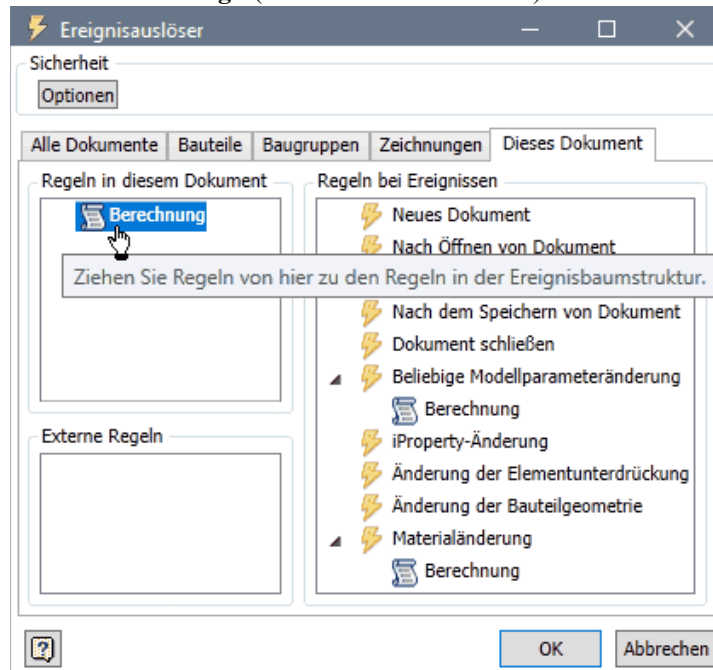 Ereignisauslöser
Sicherheit
Optionen
Alle Dokumente Bauteile Baugruppen Zeichnungen Dieses Dokument
Regeln in diesem Dokument
Berechnung
Regeln bei Ereignissen
Neues Dokument
Nach Öffnen von Dokument
Ziehen Sie Regeln von hier zu den Regeln in der Ereignisbaumstruktur.
Nach dem Speichern von Dokument
Dokument schließen
Beliebige Modellparameteränderung
Berechnung
iProperty-Änderung
Änderung der Elementunterdrückung
Änderung der Bauteilgeometrie
Materialänderung
Berechnung
Externe Regeln
OK Abbrechen